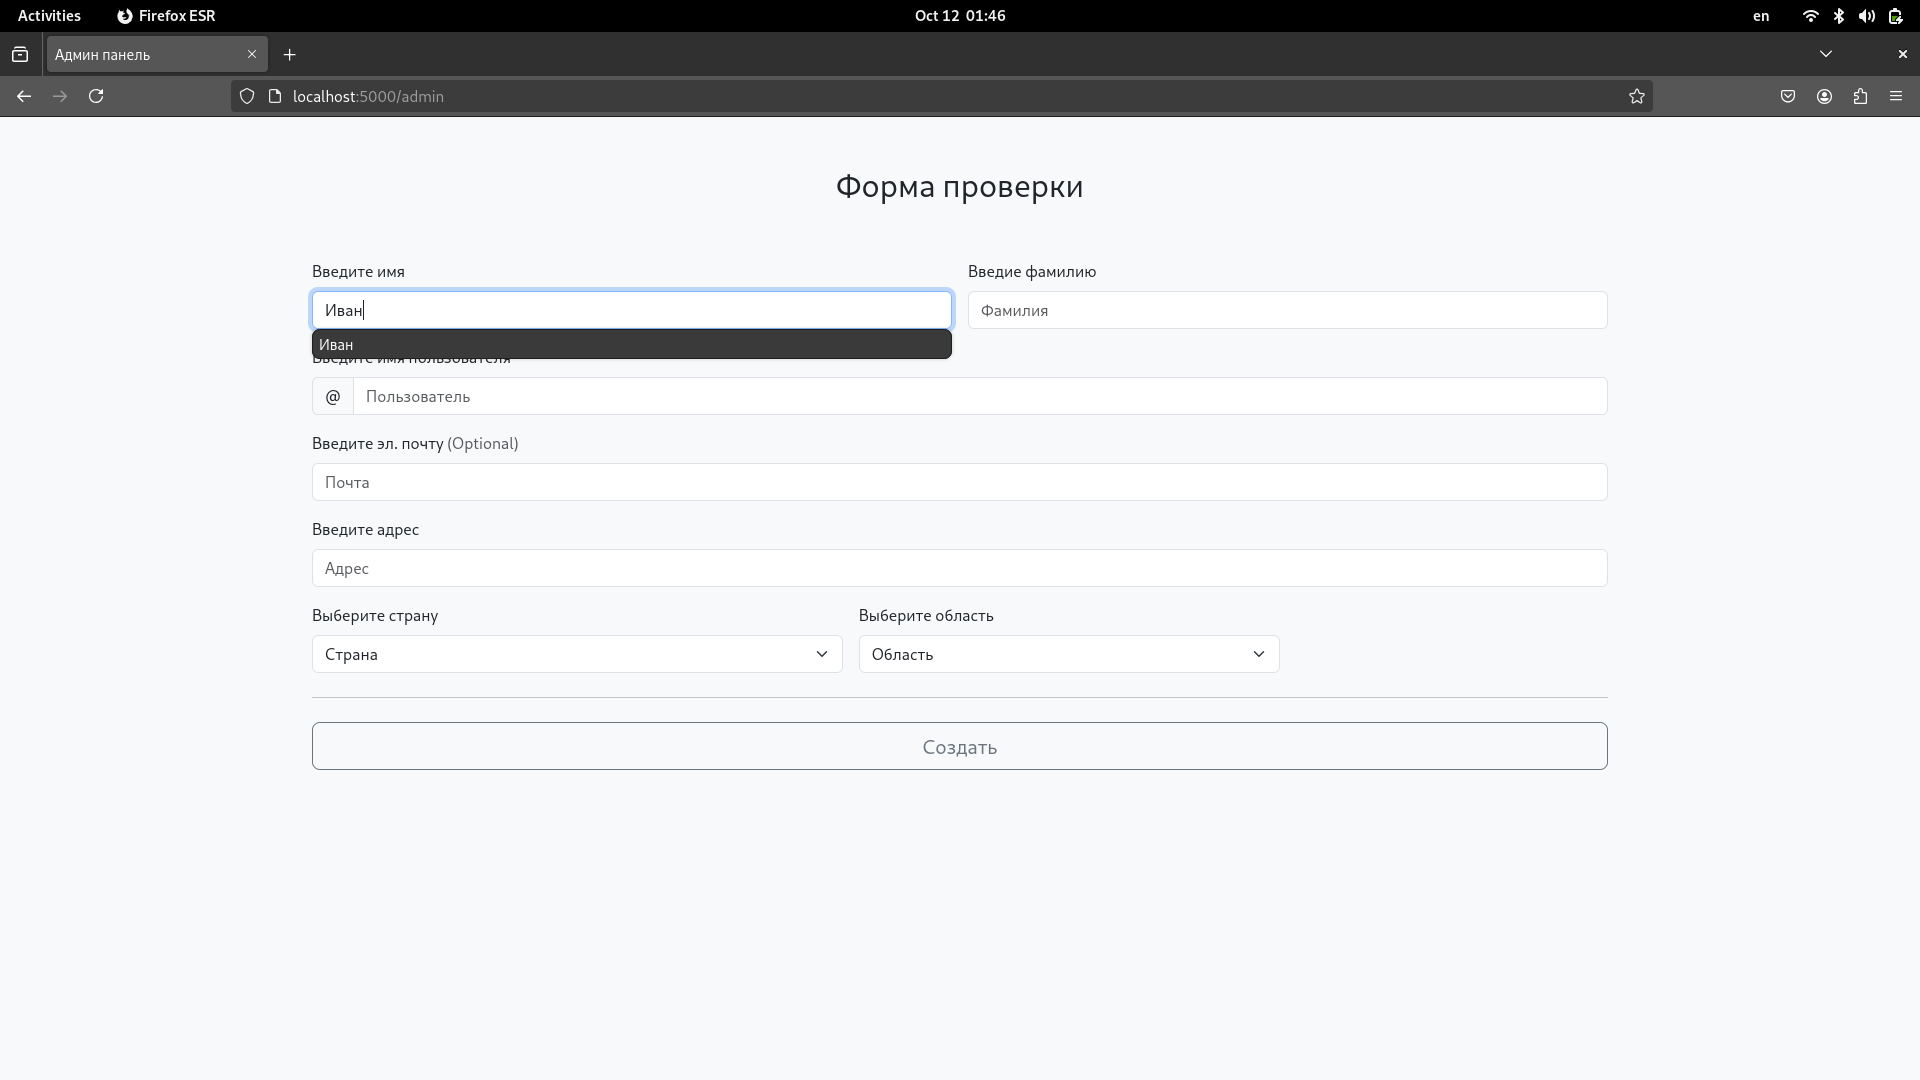 Activities Firefox ESR Oct 12 01:46 en
Админ панель
localhost:5000/admin
Форма проверки
Введите имя Введие фамилию
Иван Фамилия
Иван
Введите имя пользователя
@ Пользователь
Введите эл. почту (Optional)
Почта
Введите адрес
Адрес
Выберите страну Выберите область
Страна Область
Создать